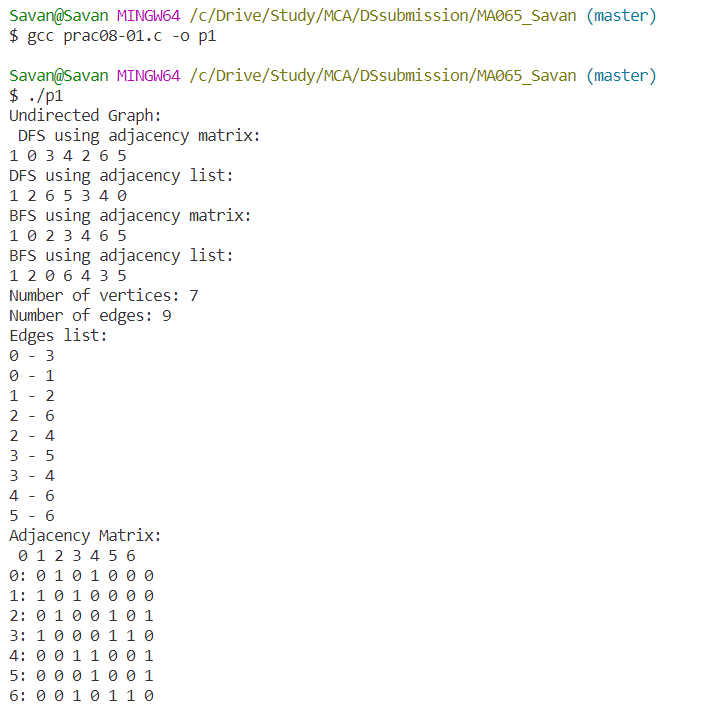 Savan@Savan MINGW64 /c/Drive/Study/MCA/DSsubmission/MA065_Savan (master)
$ gcc prac08-01.c -o p1

Savan@Savan MINGW64 /c/Drive/Study/MCA/DSsubmission/MA065_Savan (master)
$ ./p1
Undirected Graph:
 DFS using adjacency matrix:
1 0 3 4 2 6 5
DFS using adjacency list:
1 2 6 5 3 4 0
BFS using adjacency matrix:
1 0 2 3 4 6 5
BFS using adjacency list:
1 2 0 6 4 3 5
Number of vertices: 7
Number of edges: 9
Edges list:
0 - 3
0 - 1
1 - 2
2 - 6
2 - 4
3 - 5
3 - 4
4 - 6
5 - 6
Adjacency Matrix:
 0 1 2 3 4 5 6
0: 0 1 0 1 0 0 0
1: 1 0 1 0 0 0 0
2: 0 1 0 0 1 0 1
3: 1 0 0 0 1 1 0
4: 0 0 1 1 0 0 1
5: 0 0 0 1 0 0 1
6: 0 0 1 0 1 1 0